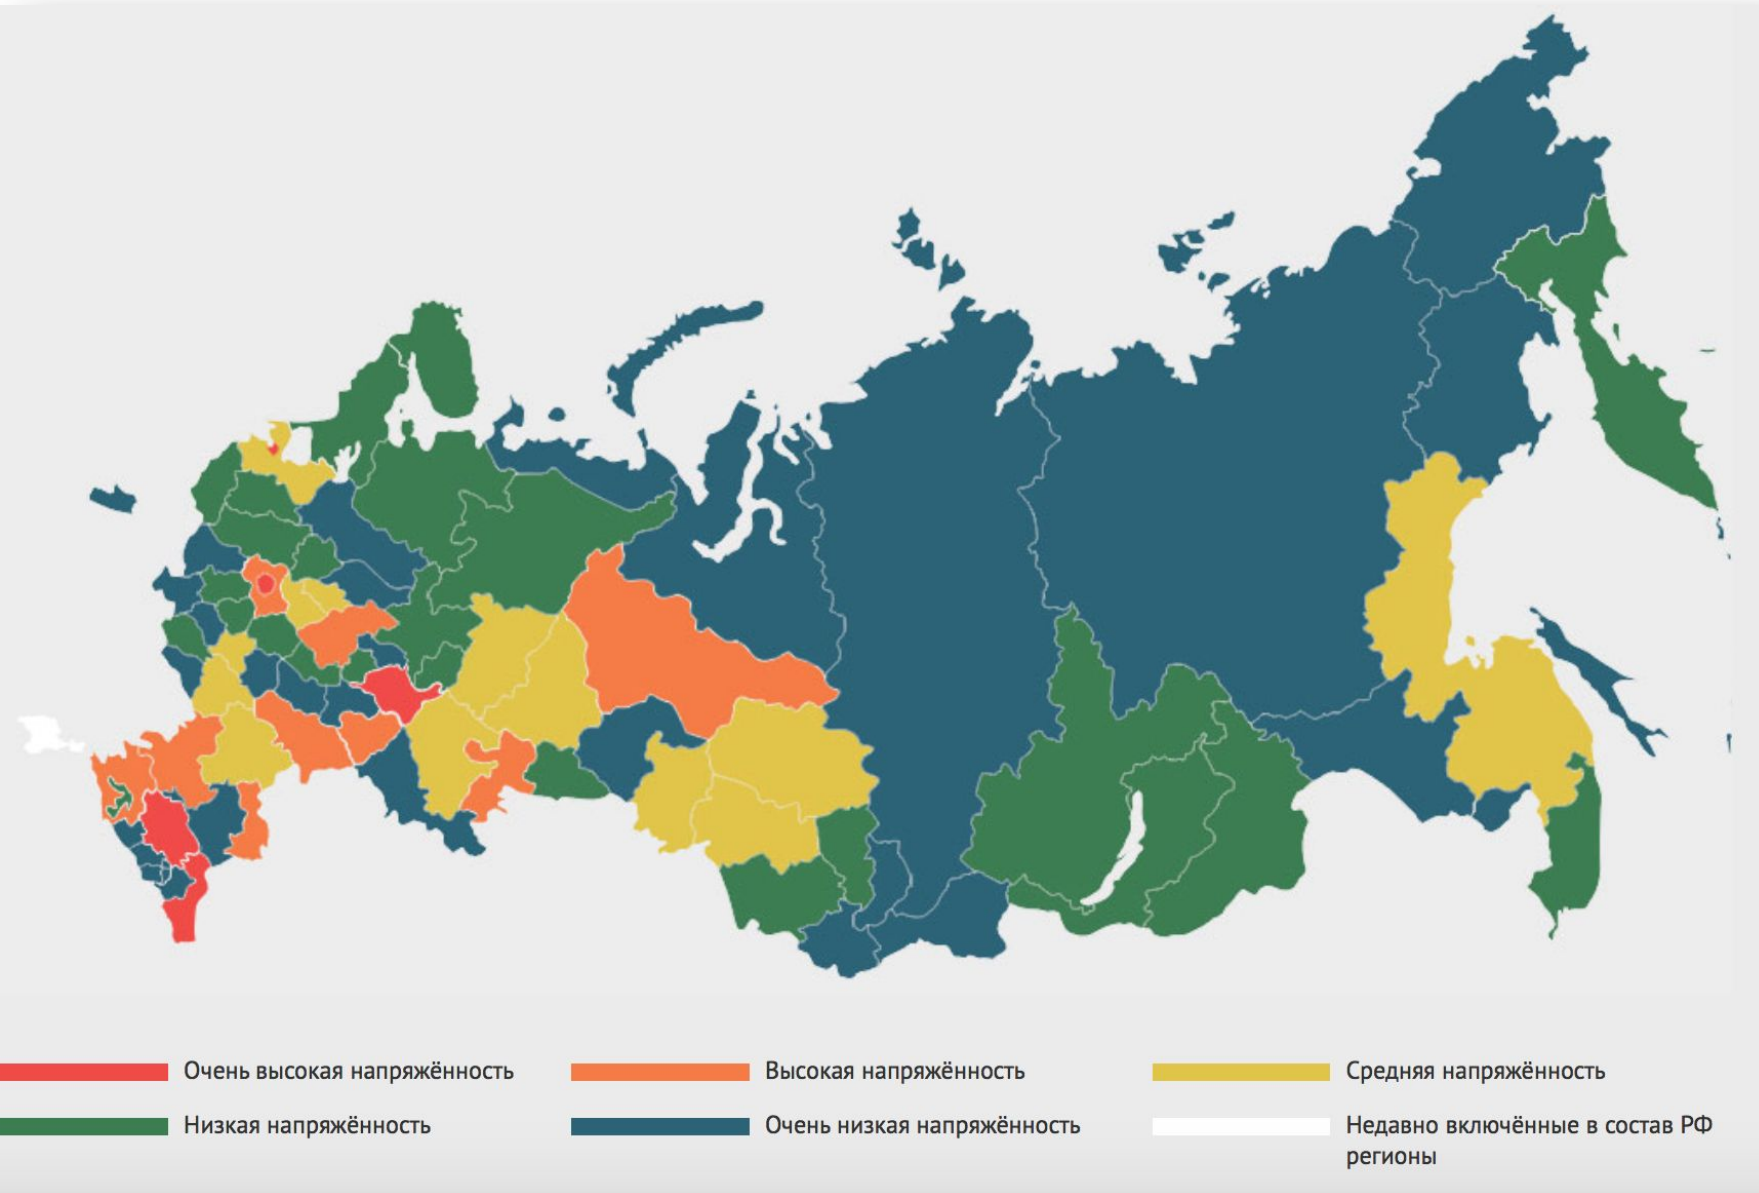 Очень высокая напряжённость
Высокая напряжённость
Средняя напряжённость
Низкая напряжённость
Очень низкая напряжённость
Недавно включённые в состав РФ
регионы